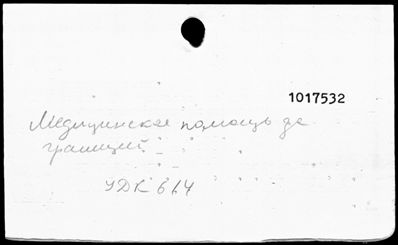 1017532
Медицинская помощь за
границей
УДК 614